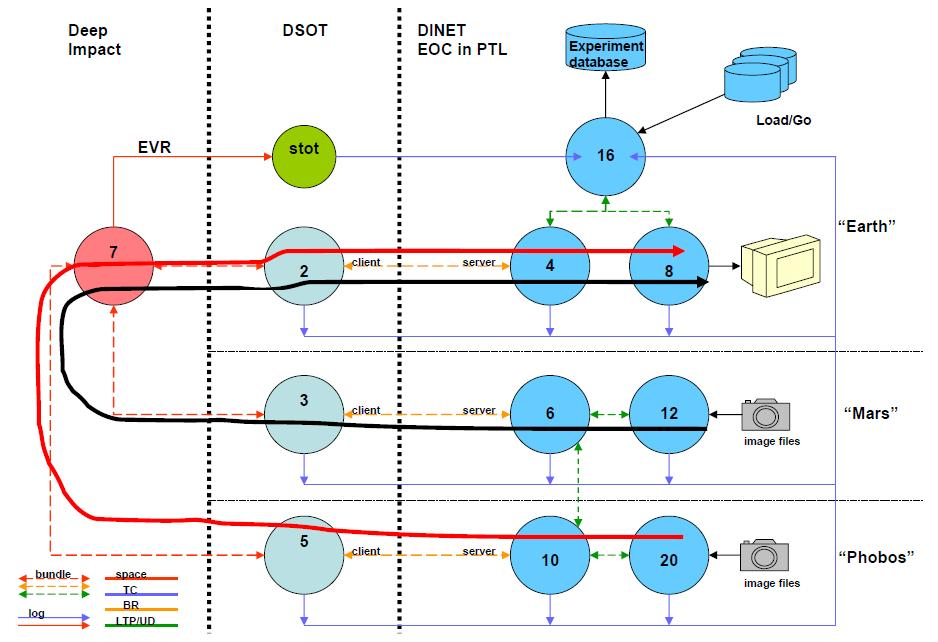 Deep
Impact
DSOT
DINET
EOC in PTL
Experiment
database
Load/Go
EVR
stot
16
"Earth"
7
2
client
server
4
8
3
client
server
6
12
"Mars"
image files
5
client
server
10
20
"Phobos"
image files
bundle
space
TC
BR
log
LTP/UD